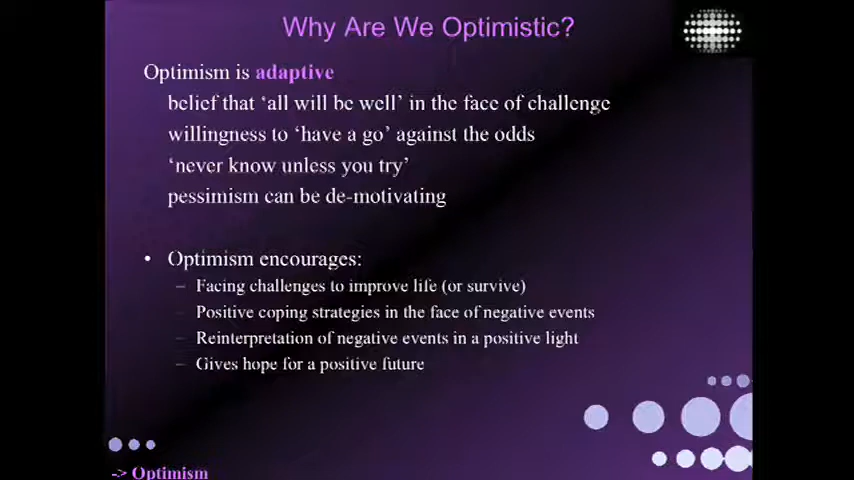 Why Are We Optimistic?
Optimism is adaptive
belief that ‘all will be well’ in the face of challenge
willingness to ‘have a go’ against the odds
‘never know unless you try’
pessimism can be de-motivating
• Optimism encourages:
– Facing challenges to improve life (or survive)
– Positive coping strategies in the face of negative events
– Reinterpretation of negative events in a positive light
– Gives hope for a positive future
-> Optimism